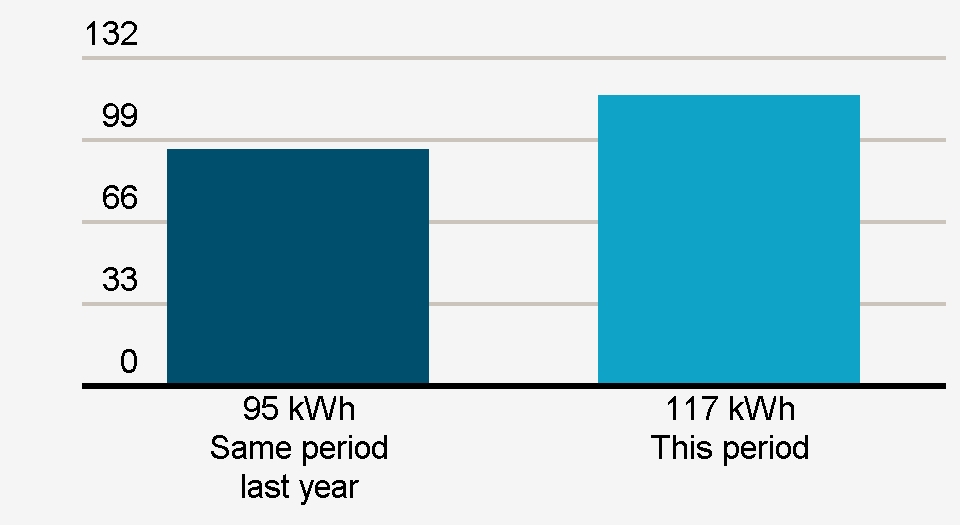 132
99
66
33
0
95 kWh
Same period
last year
117 kWh
This period